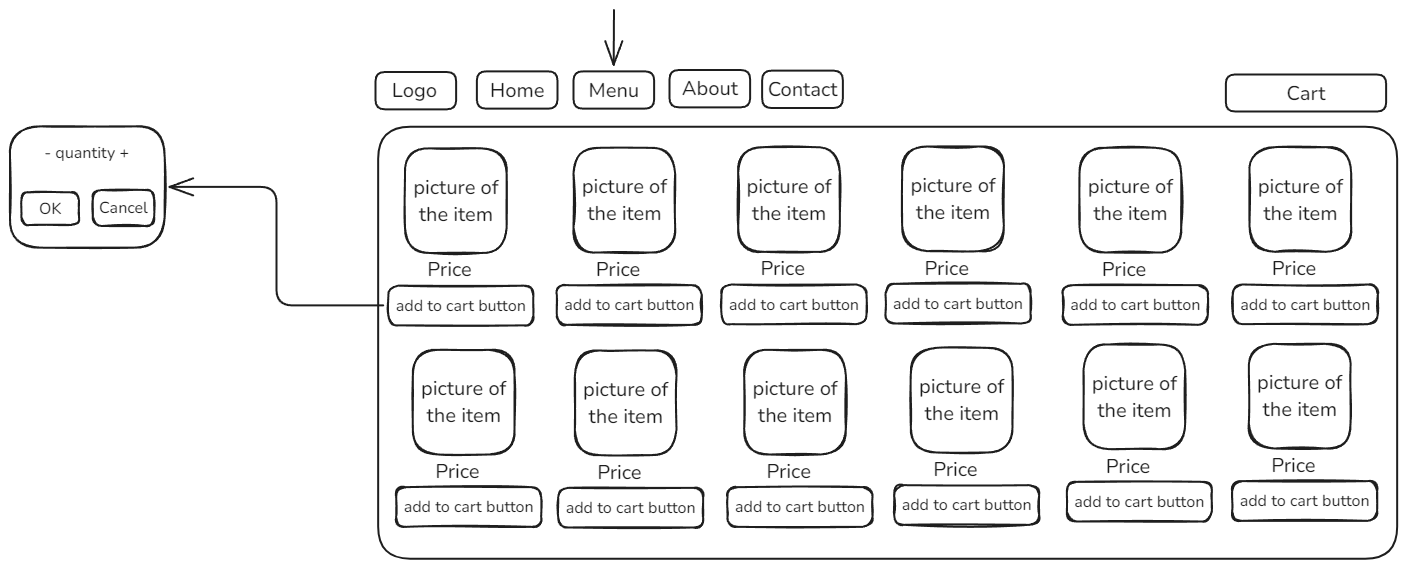 Logo
Home
Menu
About
Contact
Cart
- quantity +
OK
Cancel
picture of
the item
picture of
the item
picture of
the item
picture of
the item
picture of
the item
picture of
the item
Price
Price
Price
Price
Price
Price
add to cart button
add to cart button
add to cart button
add to cart button
add to cart button
add to cart button
picture of
the item
picture of
the item
picture of
the item
picture of
the item
picture of
the item
picture of
the item
Price
Price
Price
Price
Price
Price
add to cart button
add to cart button
add to cart button
add to cart button
add to cart button
add to cart button